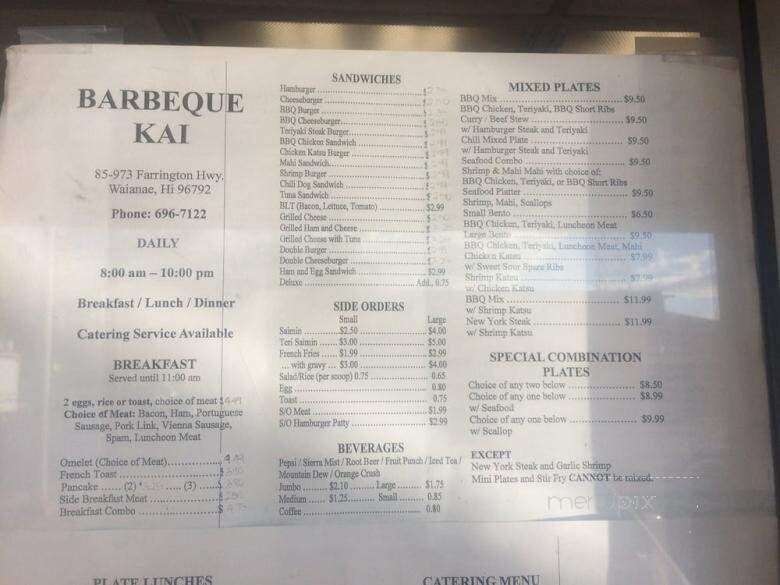 BARBEQUE
KAI
85-973 Farrington Hwy.
Waianae, Hi 96792
Phone: 696-7122
DAILY
8:00 am – 10:00 pm
Breakfast / Lunch / Dinner
Catering Service Available
BREAKFAST
Served until 11:00 am
2 eggs, rice or toast, choice of meat
Choice of Meat: Bacon, Ham, Portuguese
Sausage, Pork Link, Vienna Sausage,
Spam, Luncheon Meat
Omelet (Choice of Meat)
French Toast
Pancake ...... (2) ..... (3)
Side Breakfast Meat
Breakfast Combo
SANDWICHES
Hamburger
Cheeseburger
BBQ Burger
BBQ Cheeseburger
Teriyaki Steak Burger
BBQ Chicken Sandwich
Chicken Katsu Burger
Mahi Sandwich
Shrimp Burger
Chili Dog Sandwich
Tuna Sandwich
BLT (Bacon, Lettuce, Tomato) $2.99
Grilled Cheese
Grilled Ham and Cheese
Grilled Cheese with Tuna
Double Burger
Double Cheeseburger
Ham and Egg Sandwich $2.99
Deluxe Add. 0.75
SIDE ORDERS
Small Large
Saimin $2.50 $4.00
Teri Saimin $3.00 $5.00
French Fries $1.99 $2.99
... with gravy ... $3.00 $4.00
Salad/Rice (per scoop) 0.75 0.65
Egg 0.80
Toast 0.75
S/O Meat $1.99
S/O Hamburger Patty $2.99
BEVERAGES
Pepsi / Sierra Mist / Root Beer / Fruit Punch / Iced Tea /
Mountain Dew / Orange Crush
Jumbo $2.10 Large $1.75
Medium $1.25 Small 0.85
Coffee 0.80
MIXED PLATES
BBQ Mix $9.50
BBQ Chicken, Teriyaki, BBQ Short Ribs
Curry / Beef Stew $9.50
w/ Hamburger Steak and Teriyaki
Chili Mixed Plate $9.50
w/ Hamburger Steak and Teriyaki
Seafood Combo $9.50
Shrimp & Mahi Mahi with choice of:
BBQ Chicken, Teriyaki, or BBQ Short Ribs
Seafood Platter $9.50
Shrimp, Mahi, Scallops
Small Bento $6.50
BBQ Chicken, Teriyaki, Luncheon Meat
Large Bento $9.50
BBQ Chicken, Teriyaki, Luncheon Meat, Mahi
Chicken Katsu $7.99
w/ Sweet Sour Spare Ribs
Shrimp Katsu $7.99
w/ Chicken Katsu
BBQ Mix $11.99
w/ Shrimp Katsu
New York Steak $11.99
w/ Shrimp Katsu
SPECIAL COMBINATION
PLATES
Choice of any two below $8.50
Choice of any one below $8.99
w/ Seafood
Choice of any one below $9.99
w/ Scallop
EXCEPT
New York Steak and Garlic Shrimp
Mini Plates and Stir Fry CANNOT be mixed.
menupix
PLATE LUNCHES
CATERING MENU